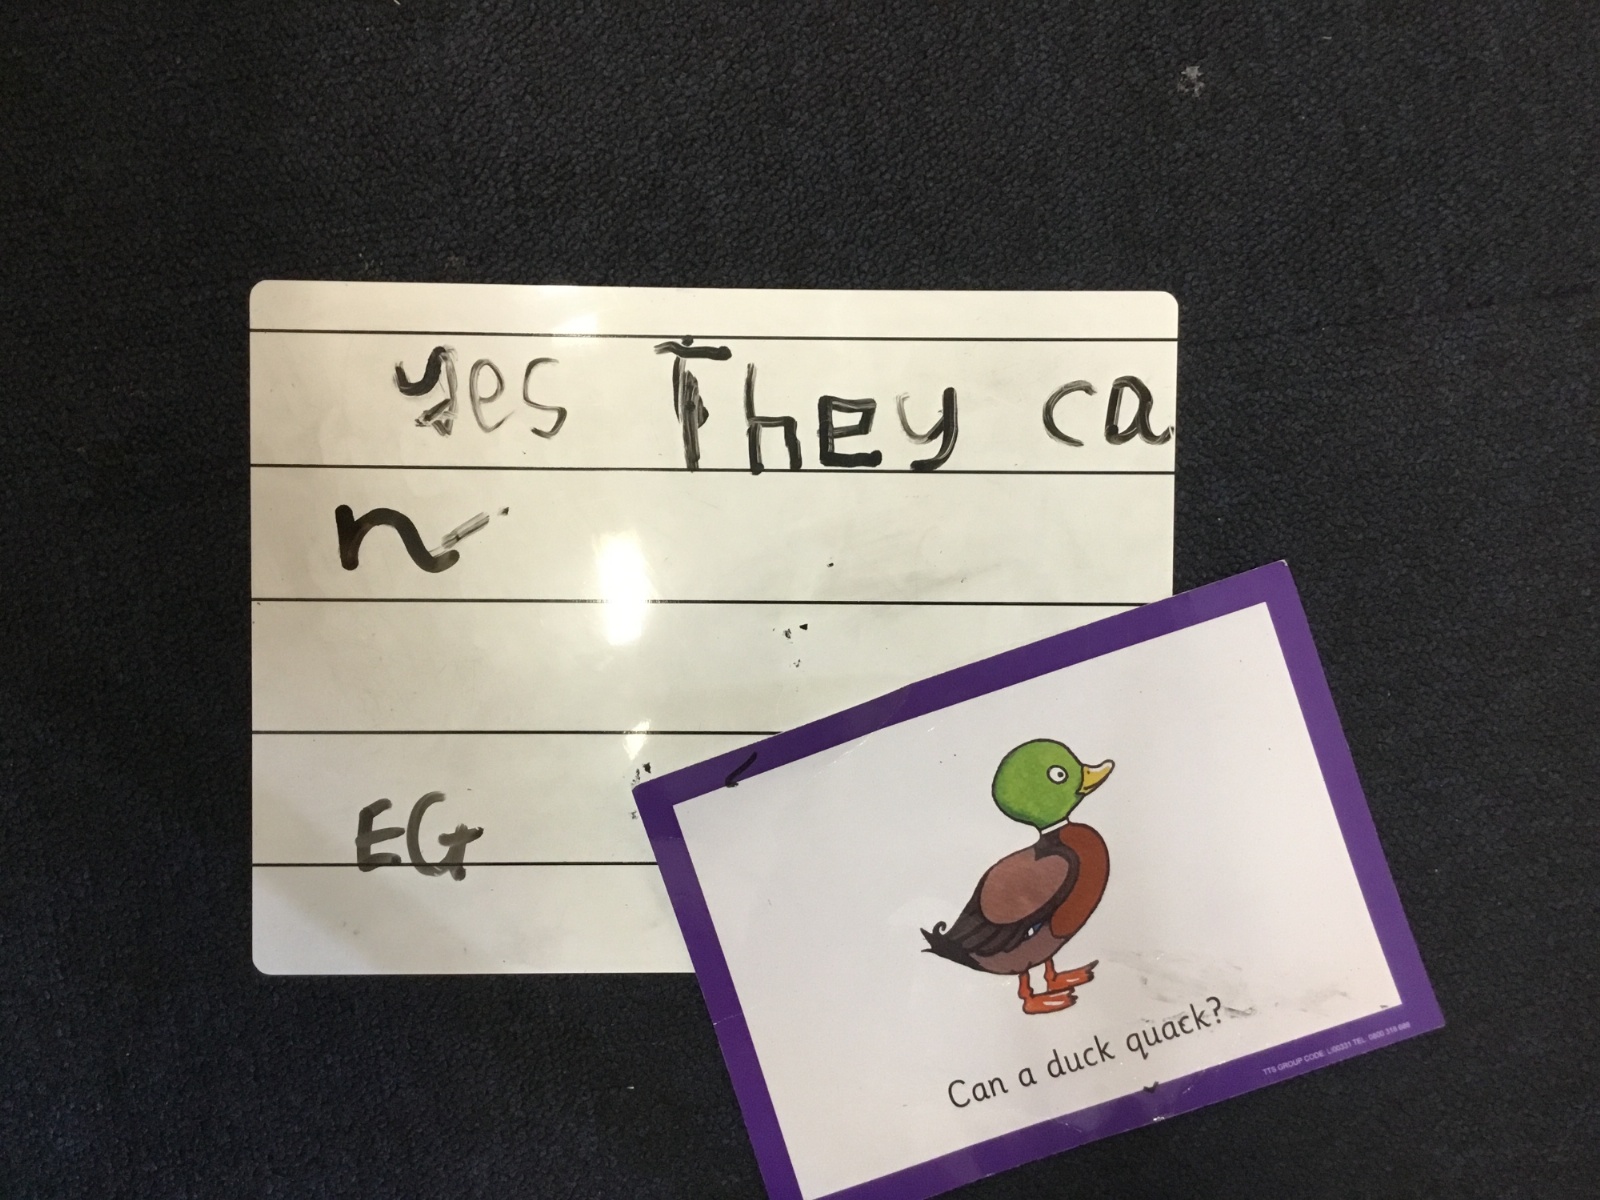 yes They ca
n
EG
Can a duck quack?